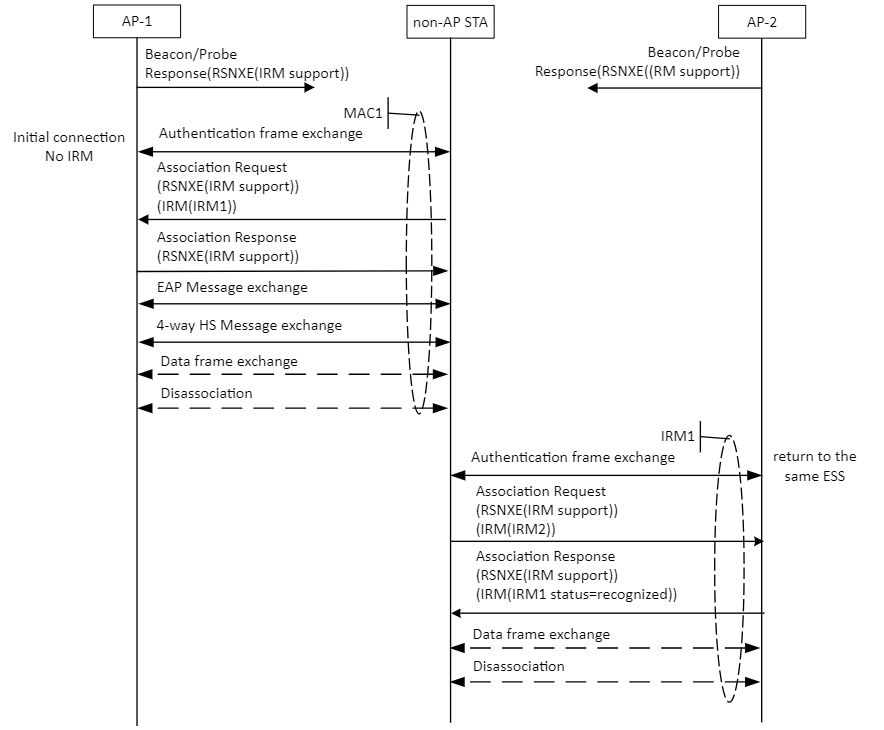 AP-1
non-AP STA
AP-2
Beacon/Probe
Response(RSNXE(IRM support))
Beacon/Probe
Response(RSNXE((RM support))
MAC1
Initial connection
No IRM
Authentication frame exchange
Association Request
(RSNXE(IRM support))
(IRM(IRM1))
Association Response
(RSNXE(IRM support))
EAP Message exchange
4-way HS Message exchange
Data frame exchange
Disassociation
IRM1
return to the
same ESS
Authentication frame exchange
Association Request
(RSNXE(IRM support))
(IRM(IRM2))
Association Response
(RSNXE(IRM support))
(IRM(IRM1 status=recognized))
Data frame exchange
Disassociation